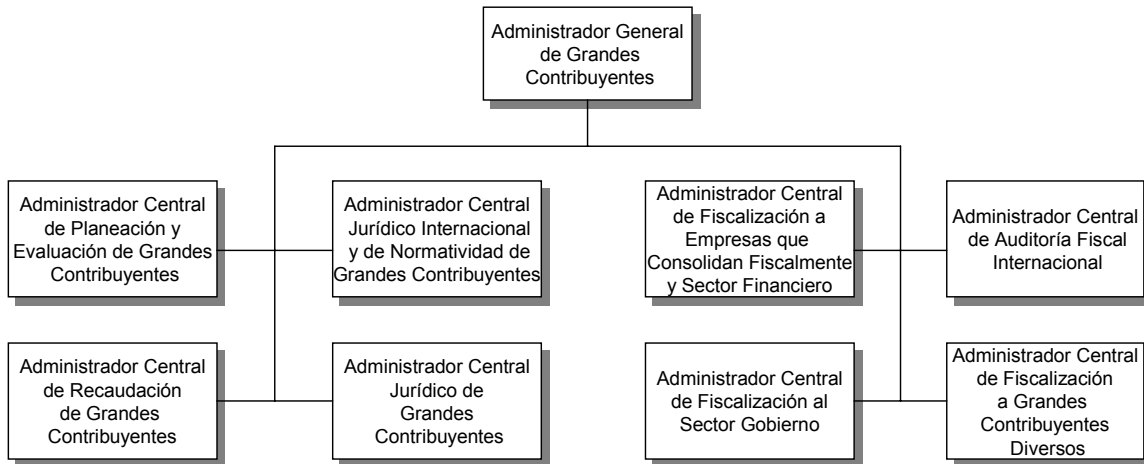 Administrador General
de Grandes
Contribuyentes
Administrador Central
de Planeación y
Evaluación de Grandes
Contribuyentes
Administrador Central
Jurídico Internacional
y de Normatividad de
Grandes Contribuyentes
Administrador Central
de Fiscalización a
Empresas que
Consolidan Fiscalmente
y Sector Financiero
Administrador Central
de Auditoría Fiscal
Internacional
Administrador Central
de Recaudación
de Grandes
Contribuyentes
Administrador Central
Jurídico de
Grandes
Contribuyentes
Administrador Central
de Fiscalización al
Sector Gobierno
Administrador Central
de Fiscalización
a Grandes
Contribuyentes
Diversos